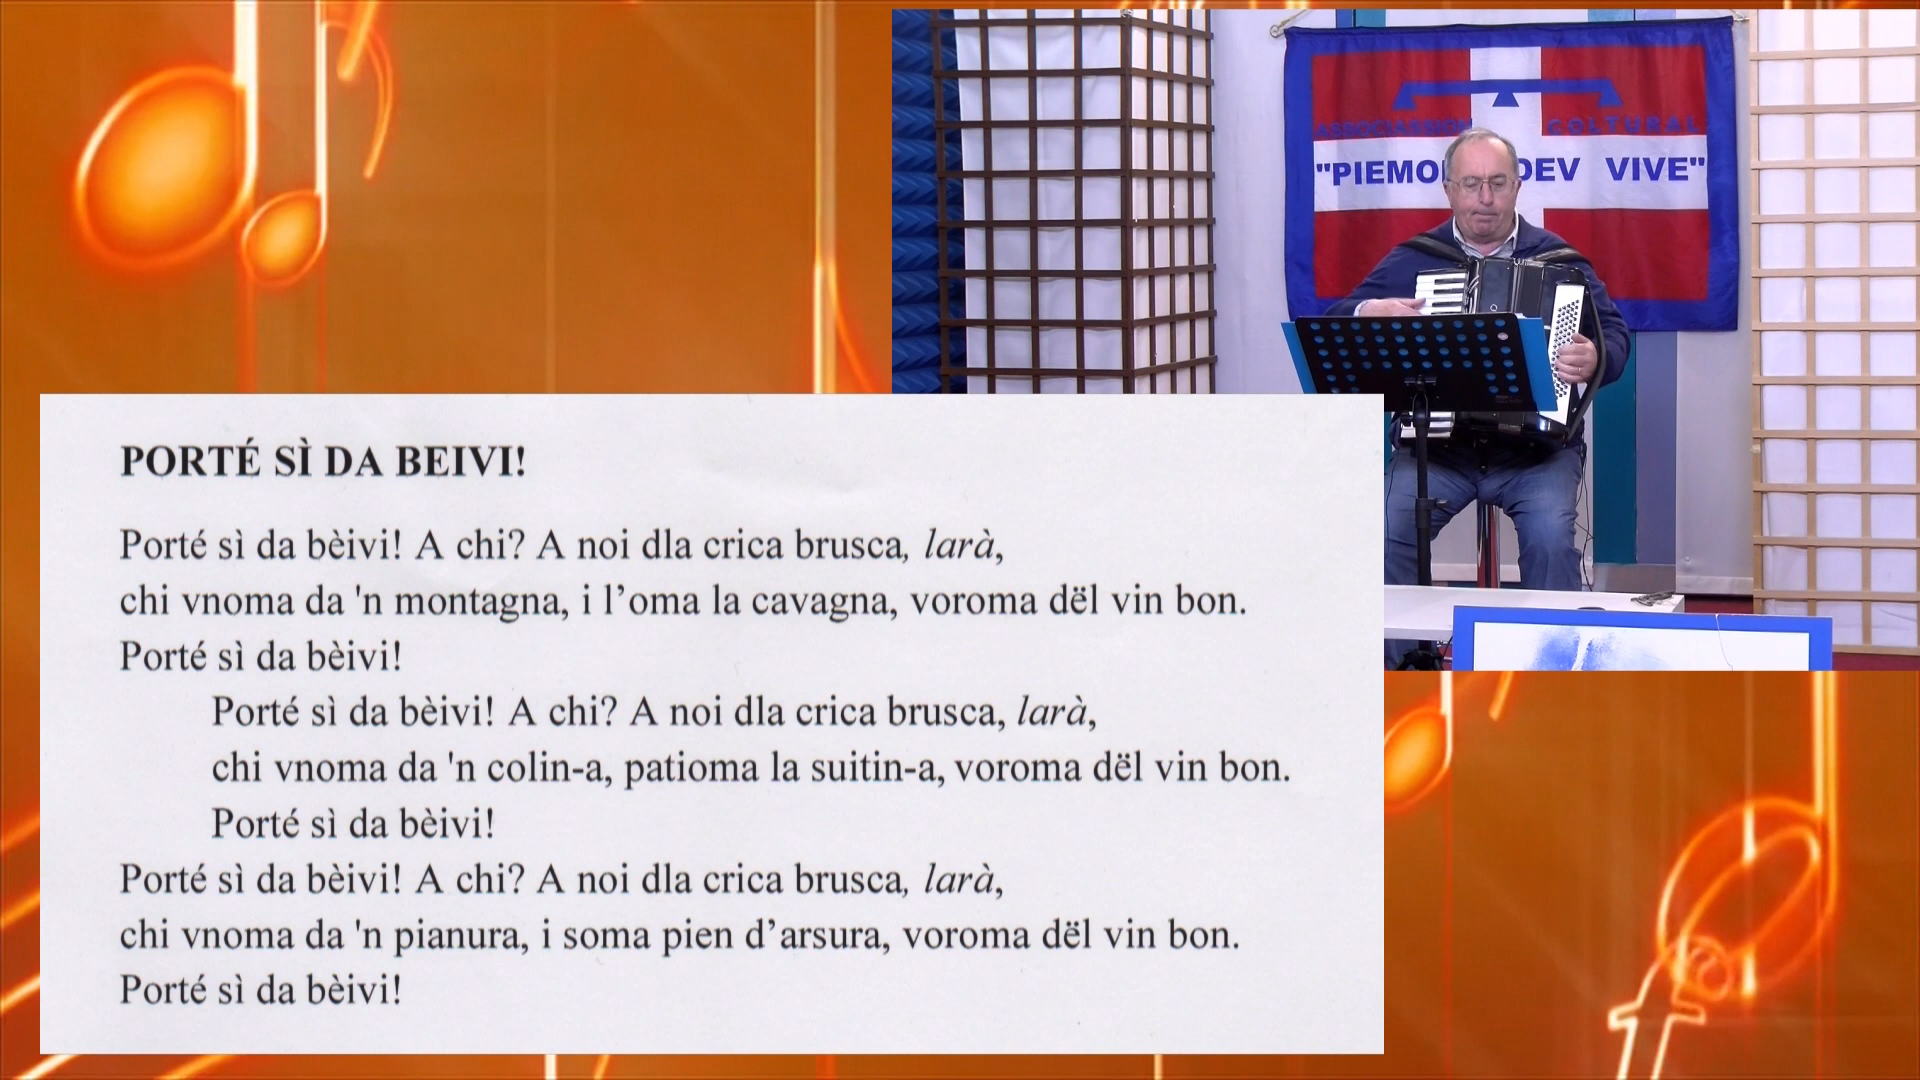 ASSOCIASSION COLTURAL
"PIEMO DEV VIVE"
PORTÉ SÌ DA BEIVI!
Porté sì da bèivi! A chi? A noi dla crica brusca, larà,
chi vnoma da 'n montagna, i l’oma la cavagna, voroma dël vin bon.
Porté sì da bèivi!
Porté sì da bèivi! A chi? A noi dla crica brusca, larà,
chi vnoma da 'n colin-a, patioma la suitin-a, voroma dël vin bon.
Porté sì da bèivi!
Porté sì da bèivi! A chi? A noi dla crica brusca, larà,
chi vnoma da 'n pianura, i soma pien d’arsura, voroma dël vin bon.
Porté sì da bèivi!